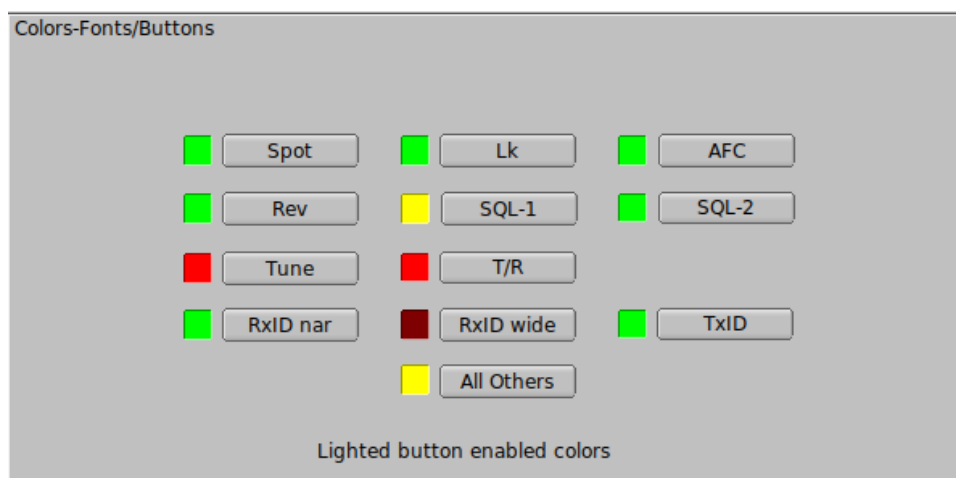 Colors-Fonts/Buttons
Spot Lk AFC
Rev SQL-1 SQL-2
Tune T/R
RxID nar RxID wide TxID
All Others
Lighted button enabled colors